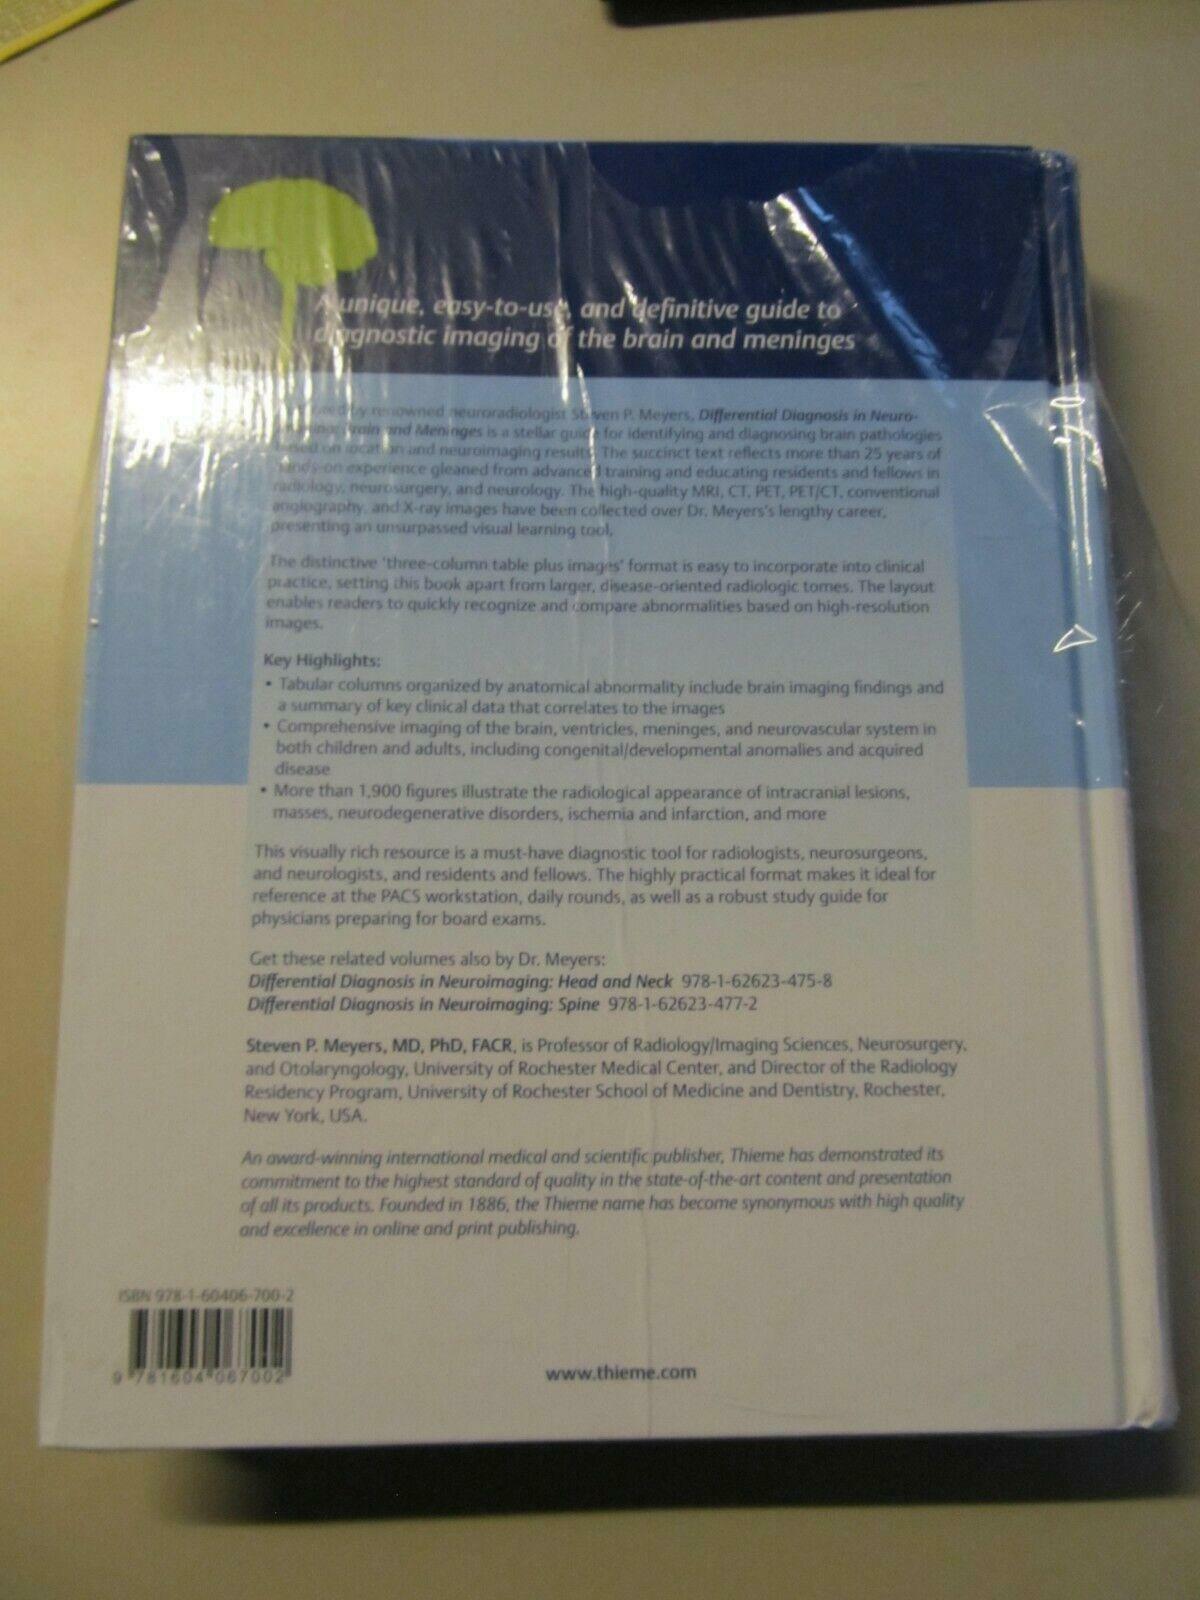 A unique, easy-to-use, and definitive guide to
diagnostic imaging of the brain and meninges
by renowned neuroradiologist Steven P. Meyers, Differential Diagnosis in Neuro-
Brain and Meninges is a stellar guide for identifying and diagnosing brain pathologies
based on location and neuroimaging results. The succinct text reflects more than 25 years of
hands-on experience gleaned from advanced training and educating residents and fellows in
radiology, neurosurgery, and neurology. The high-quality MRI, CT, PET, PET/CT, conventional
angiography, and X-ray images have been collected over Dr. Meyers's lengthy career,
presenting an unsurpassed visual learning tool.
The distinctive 'three-column table plus images' format is easy to incorporate into clinical
practice, setting this book apart from larger, disease-oriented radiologic tomes. The layout
enables readers to quickly recognize and compare abnormalities based on high-resolution
images.
Key Highlights:
• Tabular columns organized by anatomical abnormality include brain imaging findings and
a summary of key clinical data that correlates to the images
• Comprehensive imaging of the brain, ventricles, meninges, and neurovascular system in
both children and adults, including congenital/developmental anomalies and acquired
disease
• More than 1,900 figures illustrate the radiological appearance of intracranial lesions,
masses, neurodegenerative disorders, ischemia and infarction, and more
This visually rich resource is a must-have diagnostic tool for radiologists, neurosurgeons,
and neurologists, and residents and fellows. The highly practical format makes it ideal for
reference at the PACS workstation, daily rounds, as well as a robust study guide for
physicians preparing for board exams.
Get these related volumes also by Dr. Meyers:
Differential Diagnosis in Neuroimaging: Head and Neck 978-1-62623-475-8
Differential Diagnosis in Neuroimaging: Spine 978-1-62623-477-2
Steven P. Meyers, MD, PhD, FACR, is Professor of Radiology/Imaging Sciences, Neurosurgery,
and Otolaryngology, University of Rochester Medical Center, and Director of the Radiology
Residency Program, University of Rochester School of Medicine and Dentistry, Rochester,
New York, USA.
An award-winning international medical and scientific publisher, Thieme has demonstrated its
commitment to the highest standard of quality in the state-of-the-art content and presentation
of all its products. Founded in 1886, the Thieme name has become synonymous with high quality
and excellence in online and print publishing.
ISBN 978-1-60406-700-2
9 781604 067002
www.thieme.com